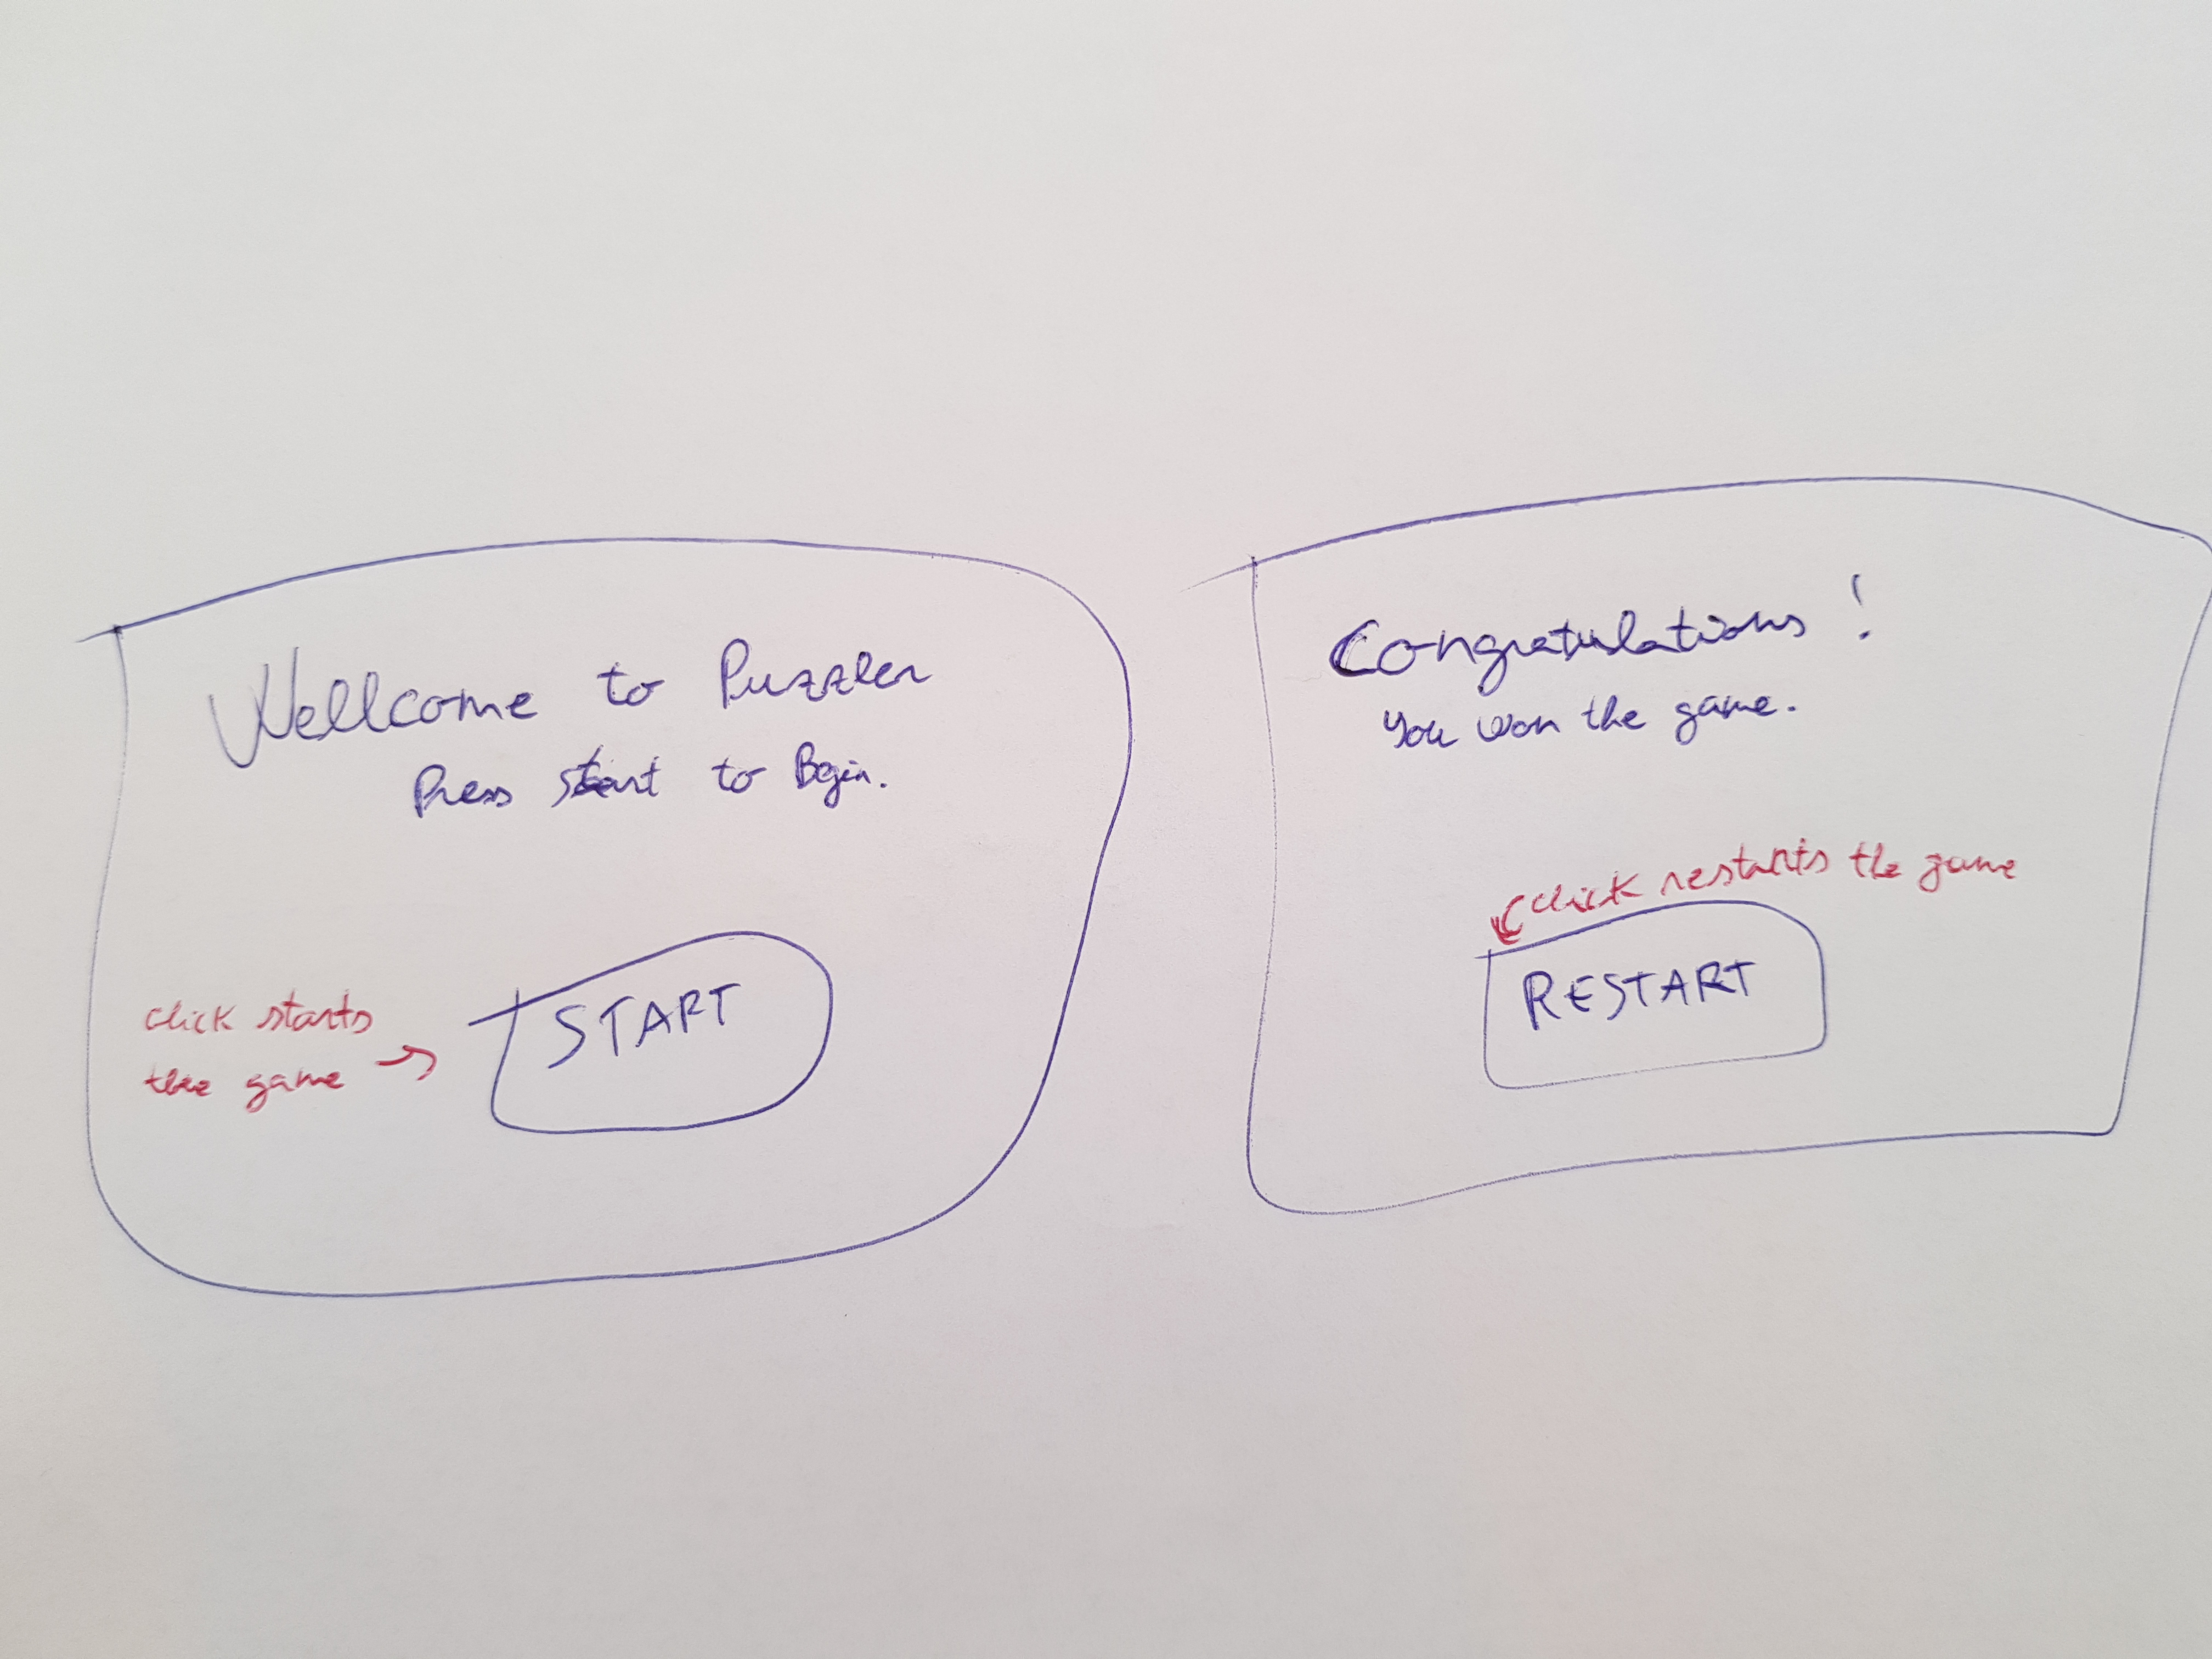 Wellcome to Puzzler
Press start to Begin.
click starts
the game →
START
Congratulations!
You won the game.
click restarts the game
RESTART